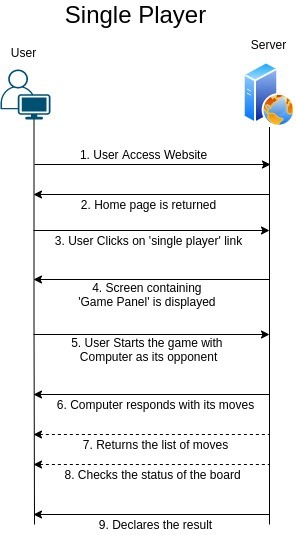 Single Player
User
Server
1. User Access Website
2. Home page is returned
3. User Clicks on 'single player' link
4. Screen containing
'Game Panel' is displayed
5. User Starts the game with
Computer as its opponent
6. Computer responds with its moves
7. Returns the list of moves
8. Checks the status of the board
9. Declares the result